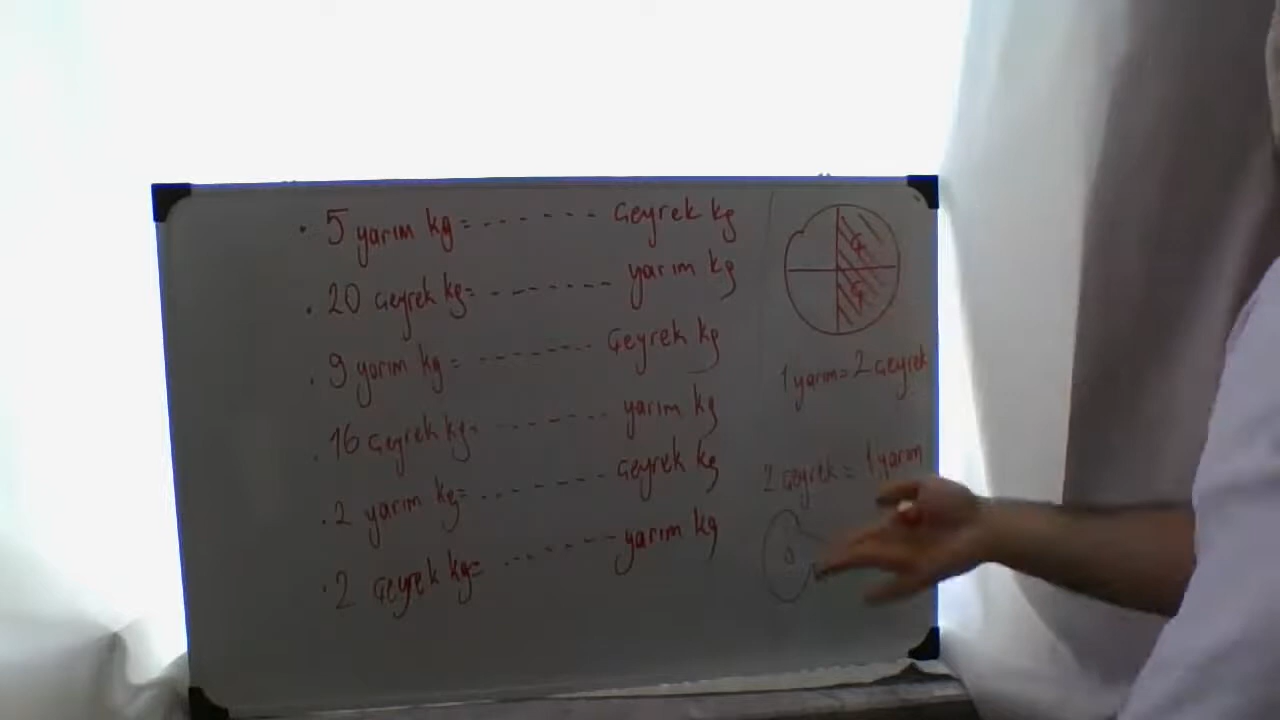 • 5 yarım kg = - - - - - - - Çeyrek kg
• 20 Çeyrek kg = - - - - - - - yarım kg
• 9 yarım kg = - - - - - - - Çeyrek kg
• 16 Çeyrek kg = - - - - - - - yarım kg
• 2 yarım kg = - - - - - - - Çeyrek kg
• 2 Çeyrek kg = - - - - - - - yarım kg
Ç
Ç
1 yarım = 2 Çeyrek
2 Çeyrek = 1 yarım